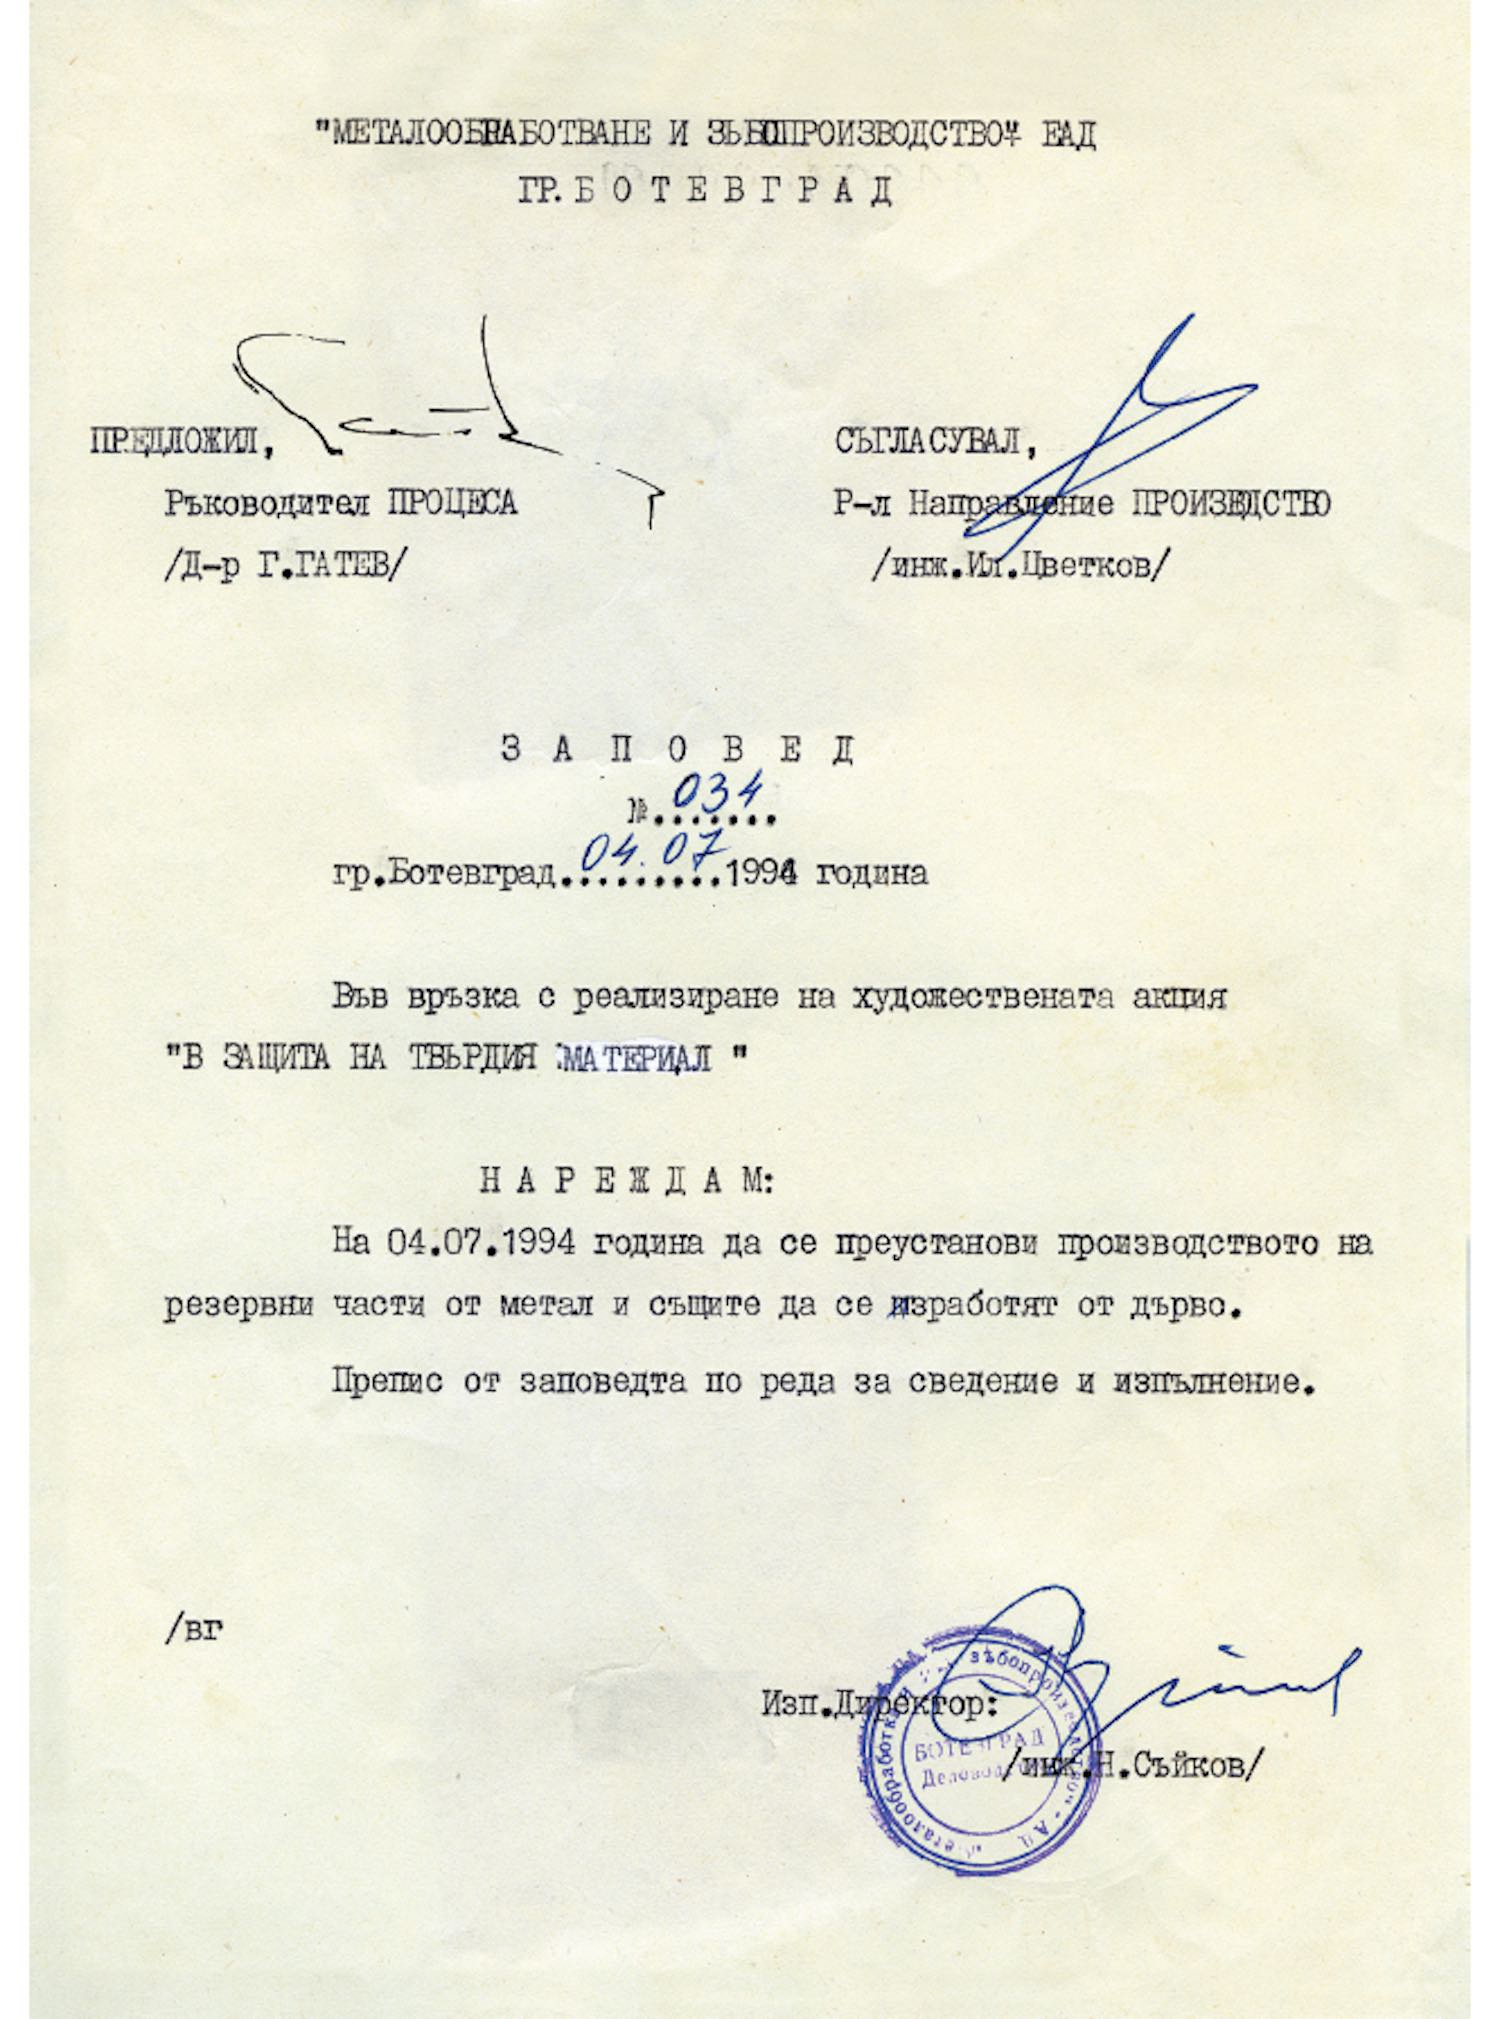 "МЕТАЛООБРАБОТВАНЕ И ЗЪБОПРОИЗВОДСТВО" ЕАД
ГР. Б О Т Е В Г Р А Д
ПРЕДЛОЖИЛ,
Ръководител ПРОЦЕСА
/Д-р Г.ГАТЕВ/
СЪГЛАСУВАЛ,
Р-л Направление ПРОИЗВОДСТВО
/инж.Ил.Цветков/
З А П О В Е Д
№ 034
гр.Ботевград 04.07 1994 година
Във връзка с реализиране на художествената акция
"В ЗАЩИТА НА ТВЪРДИЯ МАТЕРИАЛ "
Н А Р Е Ж Д А М:
На 04.07.1994 година да се преустанови производството на
резервни части от метал и същите да се изработят от дърво.
Препис от заповедта по реда за сведение и изпълнение.
/вг
Изп.Директор:
/инж.Н.Съйков/
БОТЕВГРАД